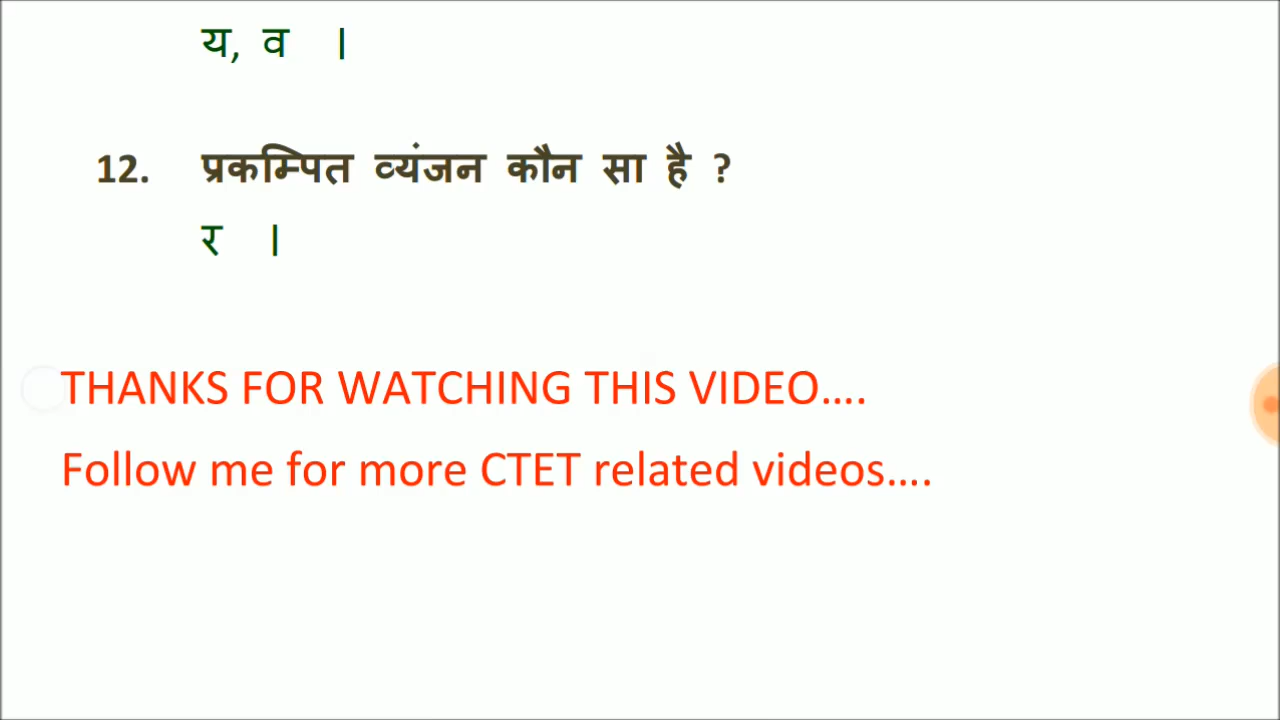 य, व ।
12. प्रकम्पित व्यंजन कौन सा है ?
र ।
THANKS FOR WATCHING THIS VIDEO....
Follow me for more CTET related videos....